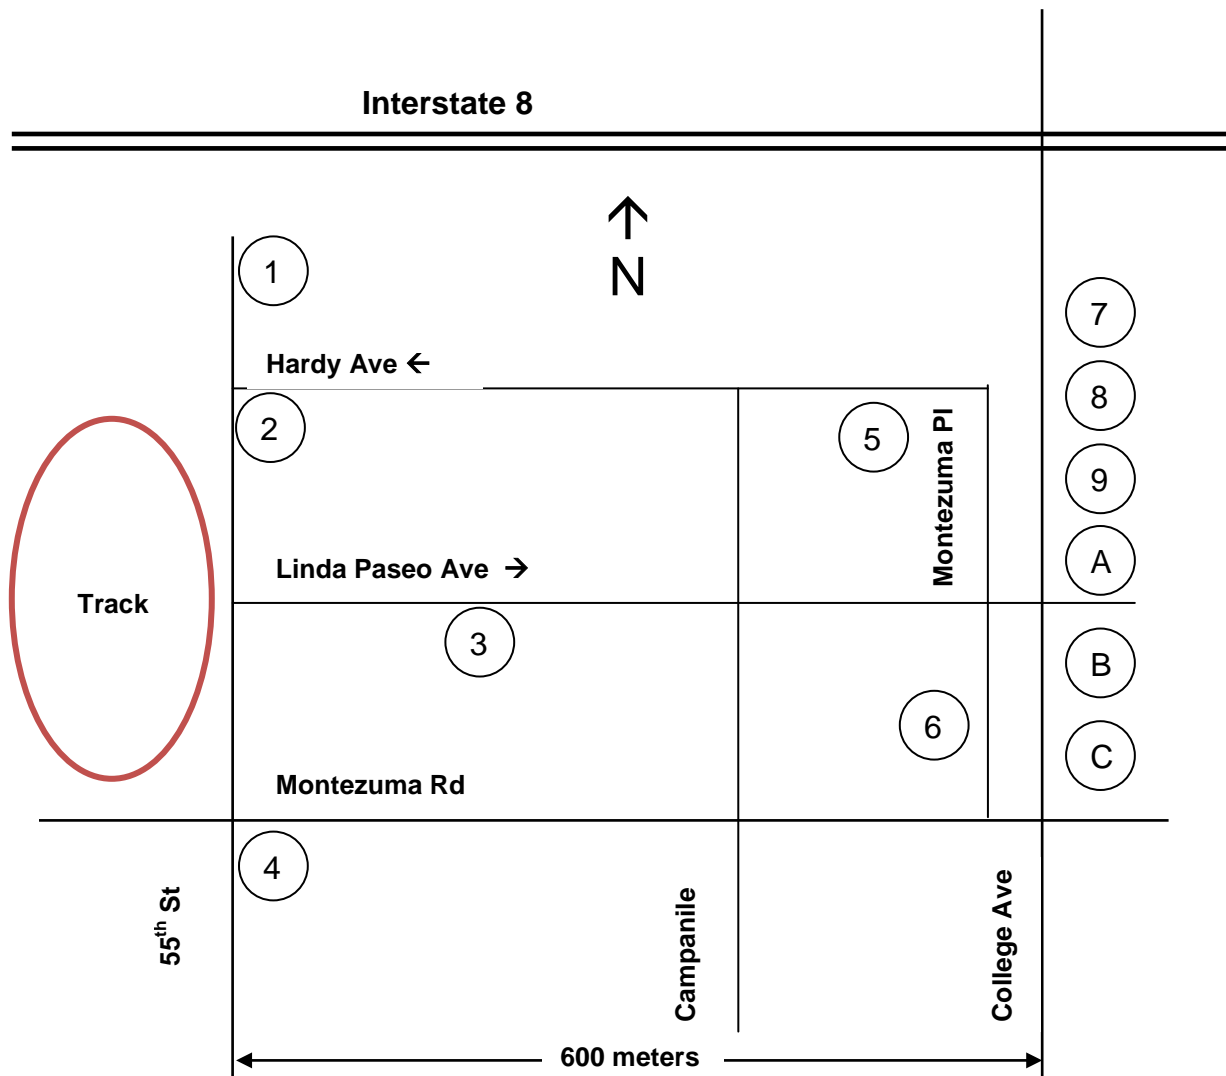 Interstate 8
N
1
7
Hardy Ave ←
8
2
5
Montezuma Pl
9
A
Linda Paseo Ave →
Track
3
B
6
C
Montezuma Rd
4
55th St
Campanile
College Ave
600 meters